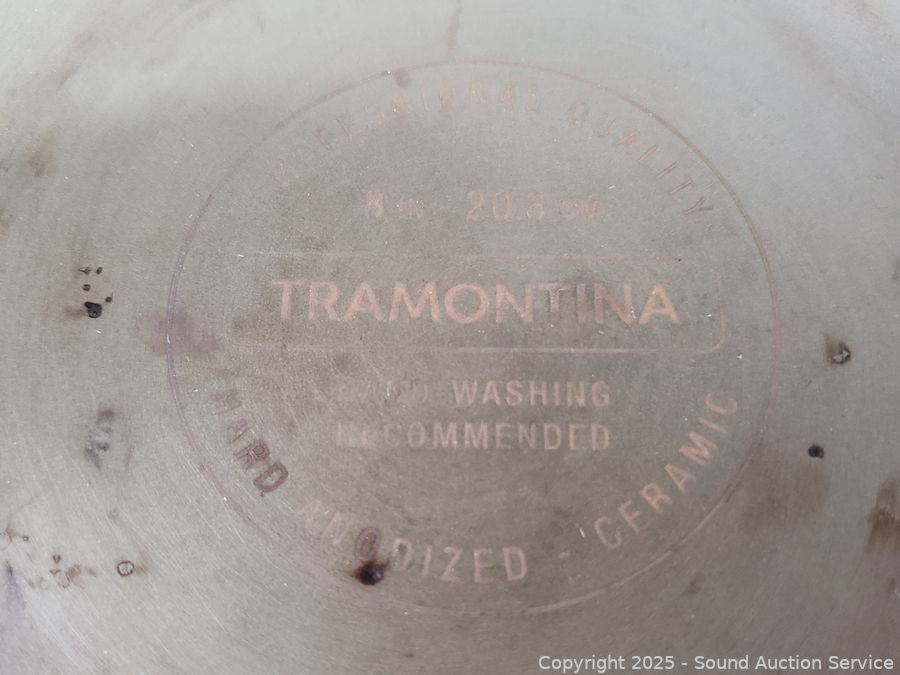 PROFESSIONAL QUALITY
8 IN 20.3 CM
TRAMONTINA
HAND WASHING
RECOMMENDED
HARD ANODIZED - CERAMIC
Copyright 2025 - Sound Auction Service